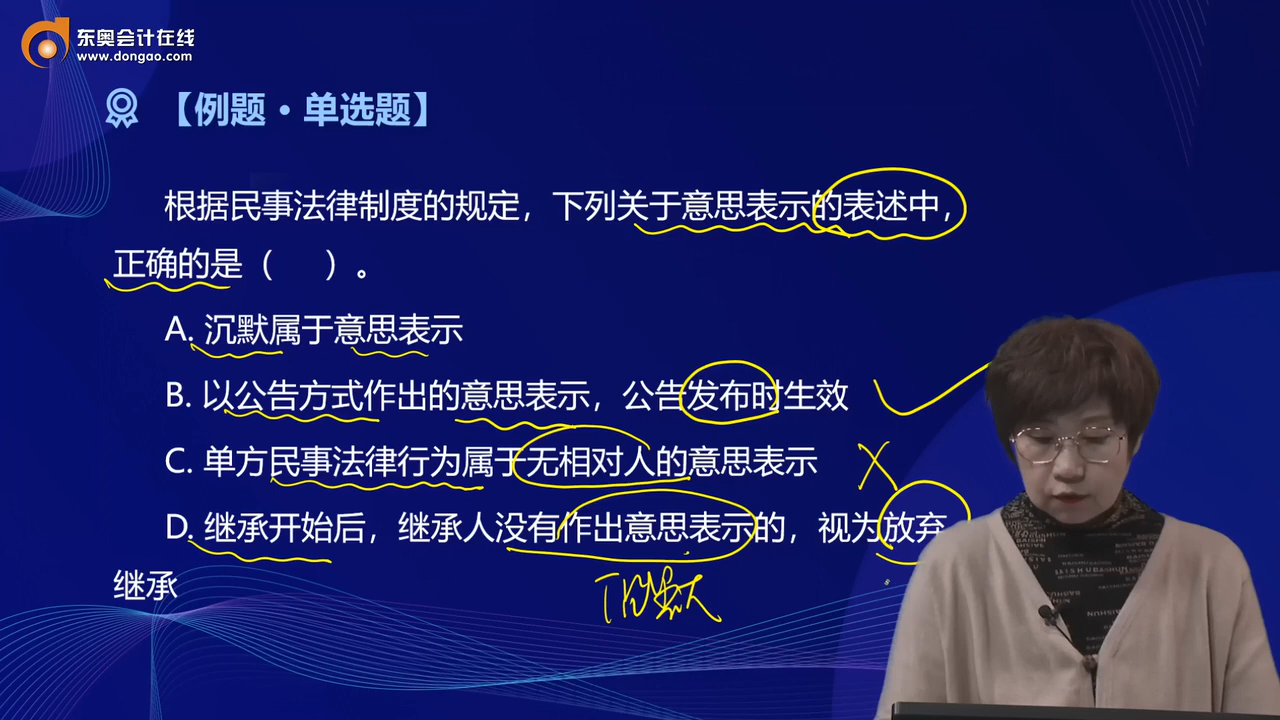 东奥会计在线
www.dongao.com
【例题·单选题】
根据民事法律制度的规定，下列关于意思表示的表述中，
正确的是（ ）。
A. 沉默属于意思表示
B. 以公告方式作出的意思表示，公告发布时生效
C. 单方民事法律行为属于无相对人的意思表示
D. 继承开始后，继承人没有作出意思表示的，视为放弃
继承